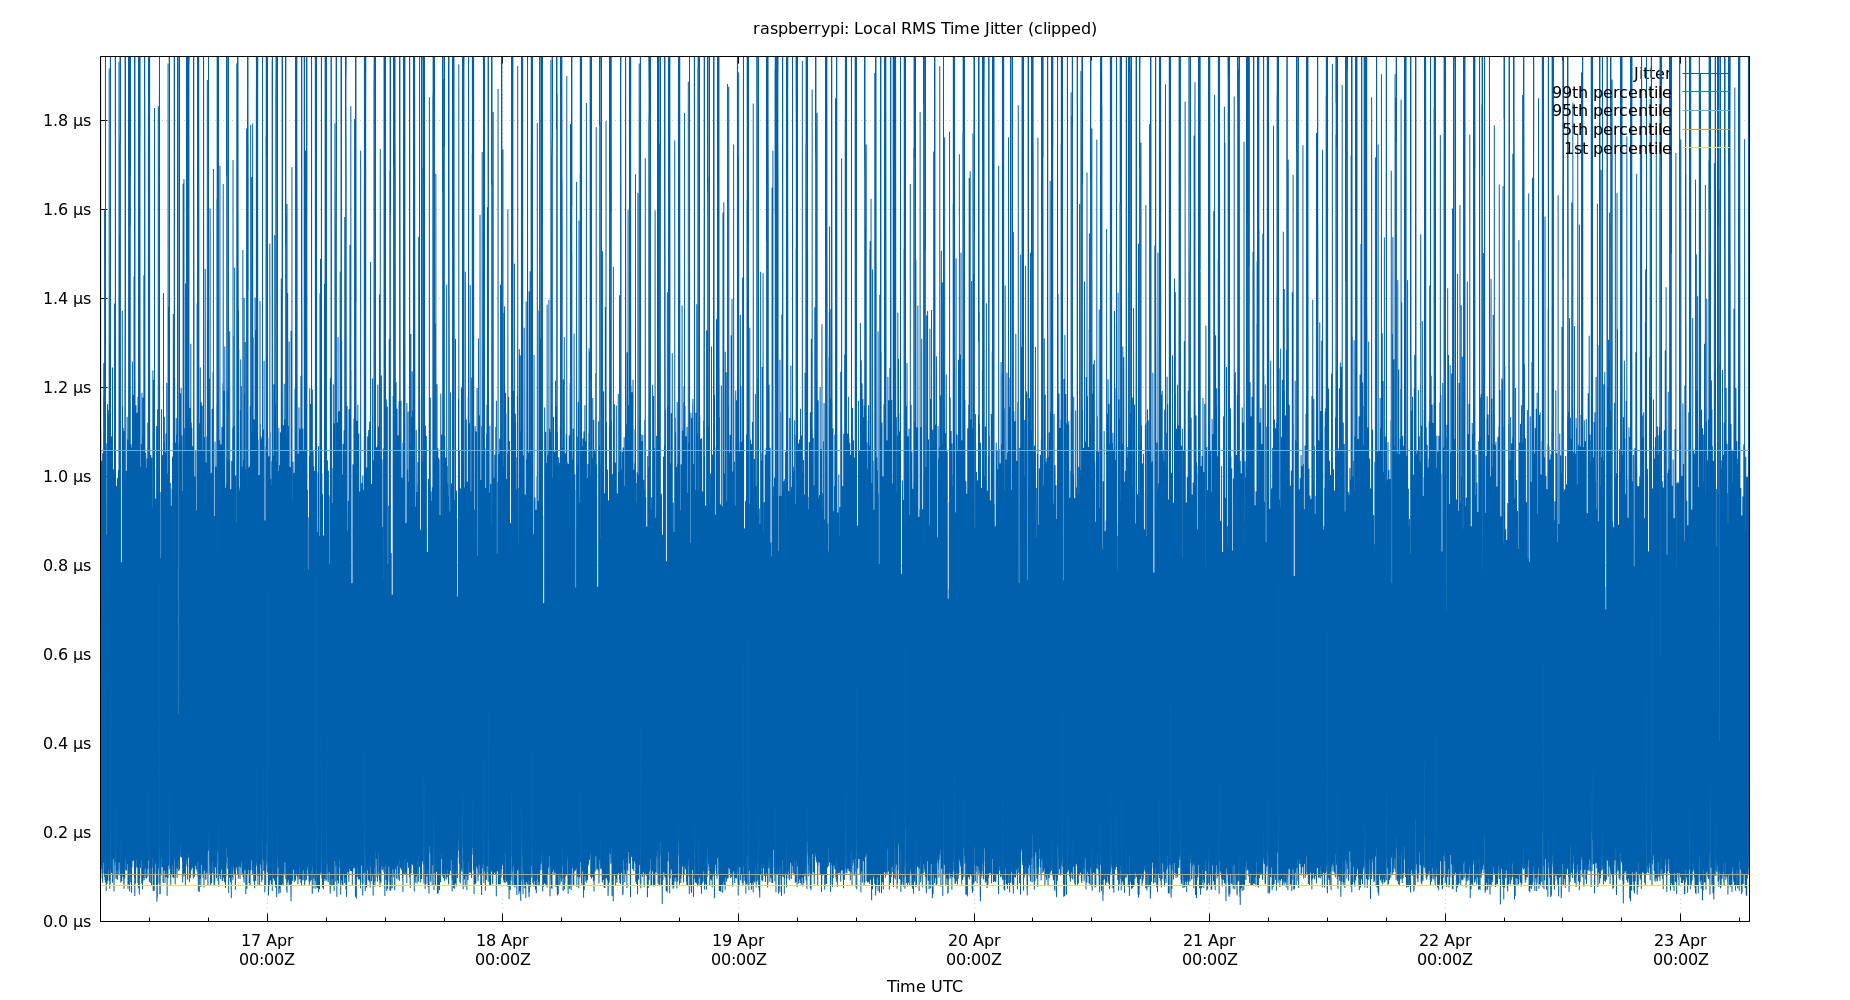 raspberrypi: Local RMS Time Jitter (clipped)
Jitter
99th percentile
95th percentile
5th percentile
1st percentile
1.8 μs
1.6 μs
1.4 μs
1.2 μs
1.0 μs
0.8 μs
0.6 μs
0.4 μs
0.2 μs
0.0 μs
17 Apr 18 Apr 19 Apr 20 Apr 21 Apr 22 Apr 23 Apr
00:00Z 00:00Z 00:00Z 00:00Z 00:00Z 00:00Z 00:00Z
Time UTC